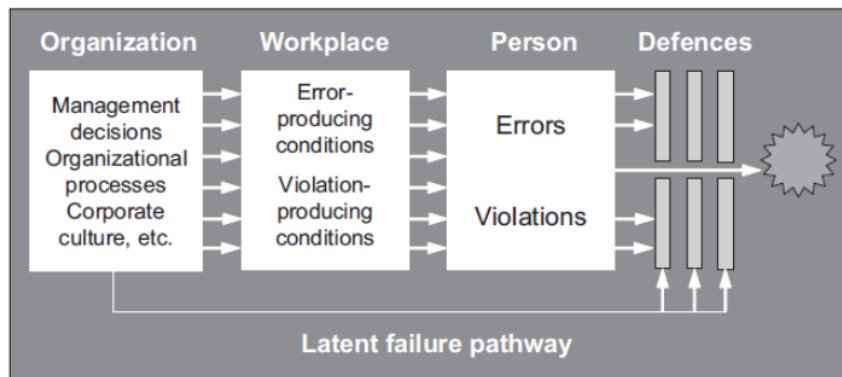 Organization
Workplace
Person
Defences
Management
decisions
Organizational
processes
Corporate
culture, etc.
Error-
producing
conditions
Violation-
producing
conditions
Errors
Violations
Latent failure pathway